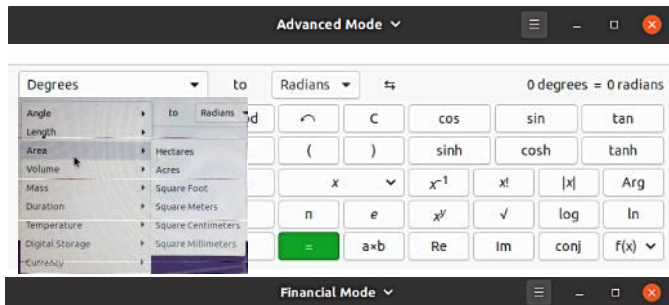 Advanced Mode
Degrees to Radians 0 degrees = 0 radians
Angle to Radians
Length
Area Hectares
Volume Acres
Mass Square Foot
Duration Square Meters
Temperature Square Centimeters
Digital Storage Square Millimeters
Currency
d ↶ C cos sin tan
( ) sinh cosh tanh
x x⁻¹ x! |x| Arg
π e xʸ √ log ln
= a×b Re Im conj f(x)
Financial Mode